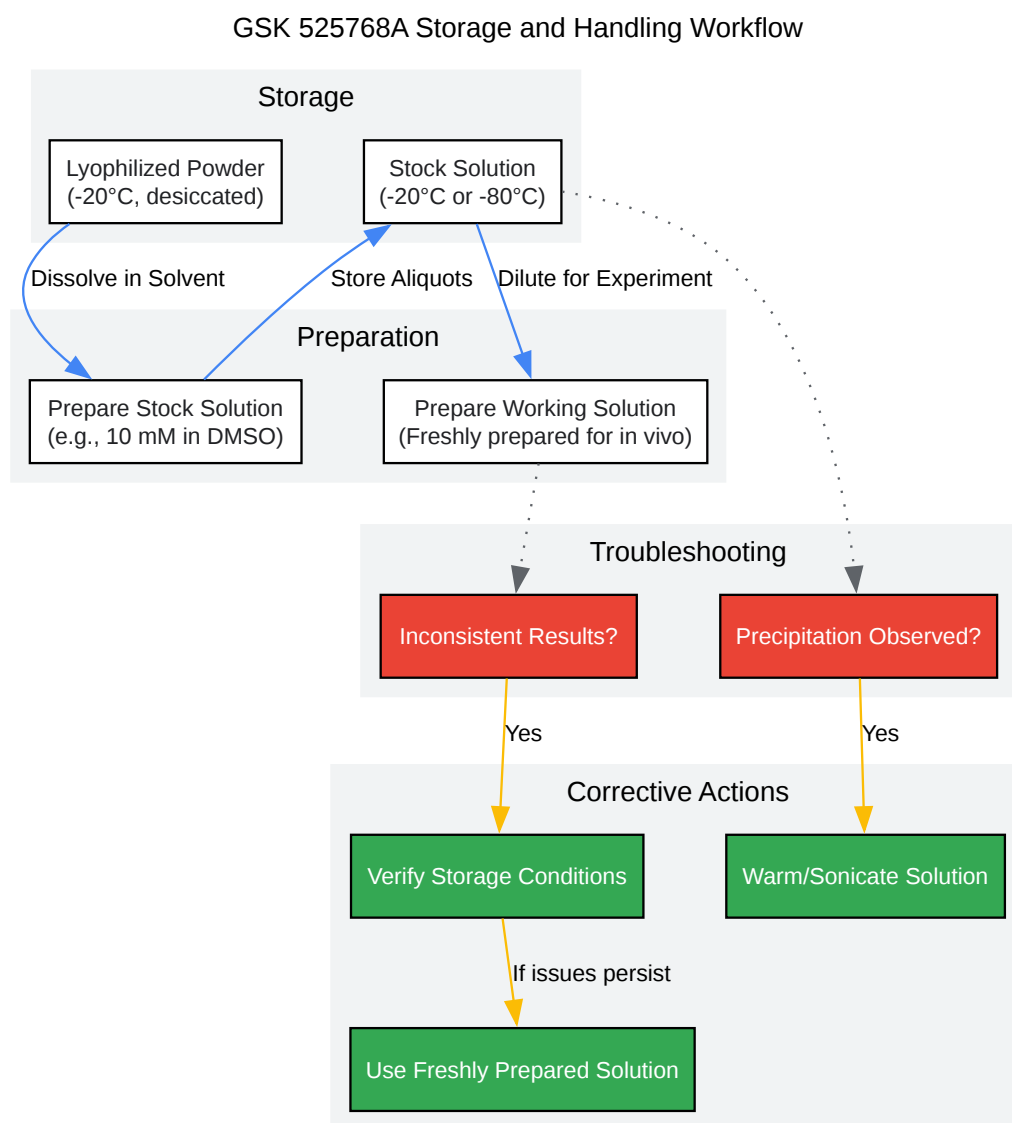 GSK 525768A Storage and Handling Workflow
Storage
Lyophilized Powder
(-20°C, desiccated)
Stock Solution
(-20°C or -80°C)
Dissolve in Solvent
Store Aliquots
Dilute for Experiment
Preparation
Prepare Stock Solution
(e.g., 10 mM in DMSO)
Prepare Working Solution
(Freshly prepared for in vivo)
Troubleshooting
Inconsistent Results?
Precipitation Observed?
Yes
Yes
Corrective Actions
Verify Storage Conditions
Warm/Sonicate Solution
If issues persist
Use Freshly Prepared Solution